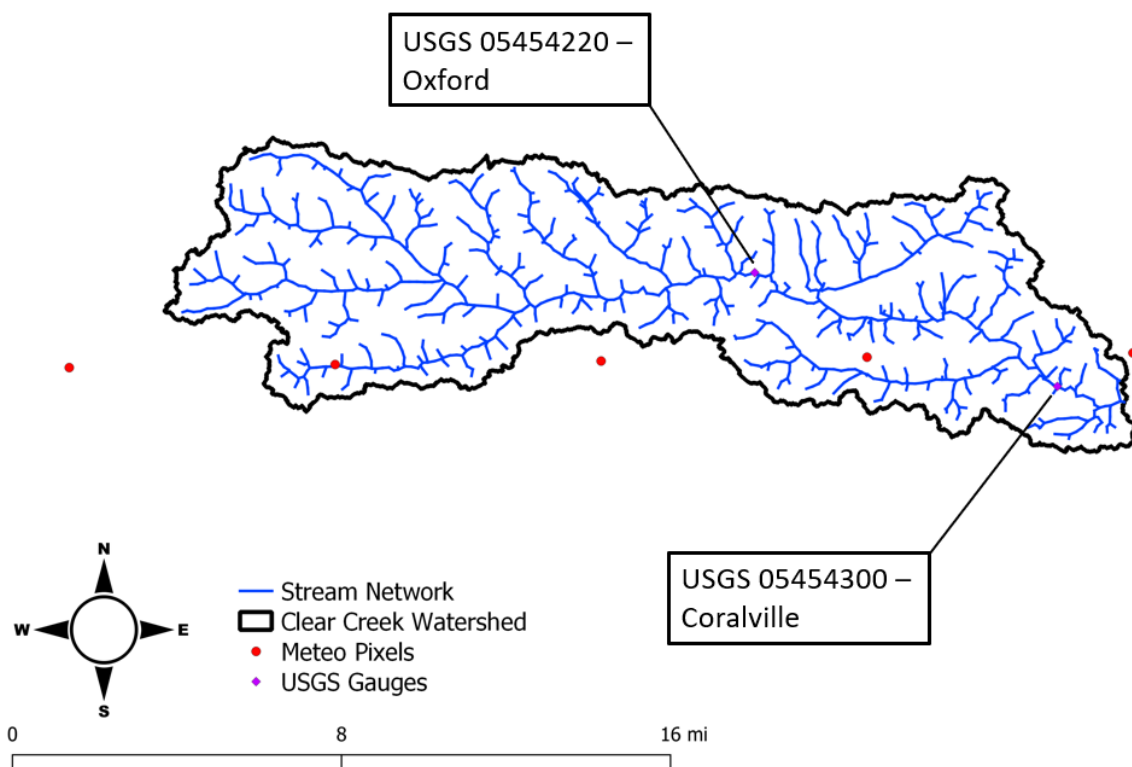 USGS 05454220 –
Oxford
USGS 05454300 –
Coralville
N
W
E
S
Stream Network
Clear Creek Watershed
Meteo Pixels
USGS Gauges
0
8
16 mi